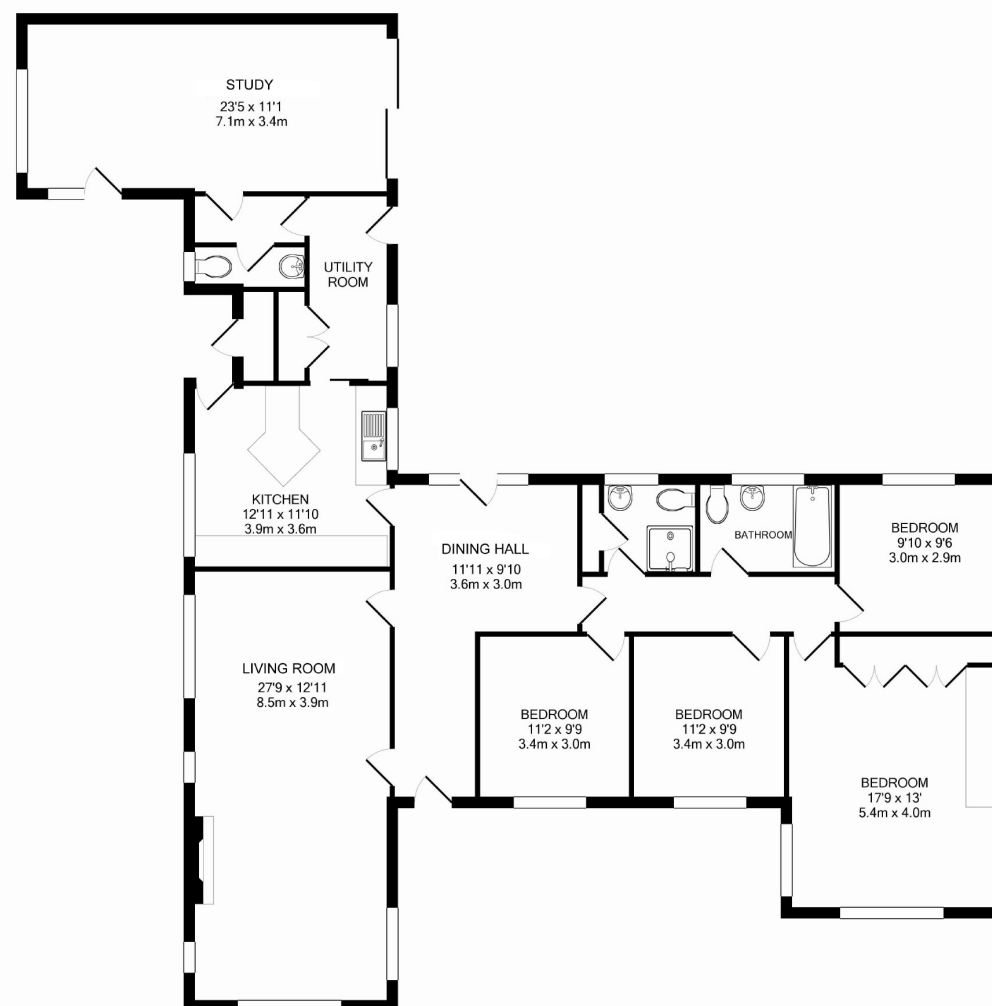 STUDY
23'5 x 11'1
7.1m x 3.4m
UTILITY
ROOM
KITCHEN
12'11 x 11'10
3.9m x 3.6m
DINING HALL
11'11 x 9'10
3.6m x 3.0m
BATHROOM
BEDROOM
9'10 x 9'6
3.0m x 2.9m
LIVING ROOM
27'9 x 12'11
8.5m x 3.9m
BEDROOM
11'2 x 9'9
3.4m x 3.0m
BEDROOM
11'2 x 9'9
3.4m x 3.0m
BEDROOM
17'9 x 13'
5.4m x 4.0m